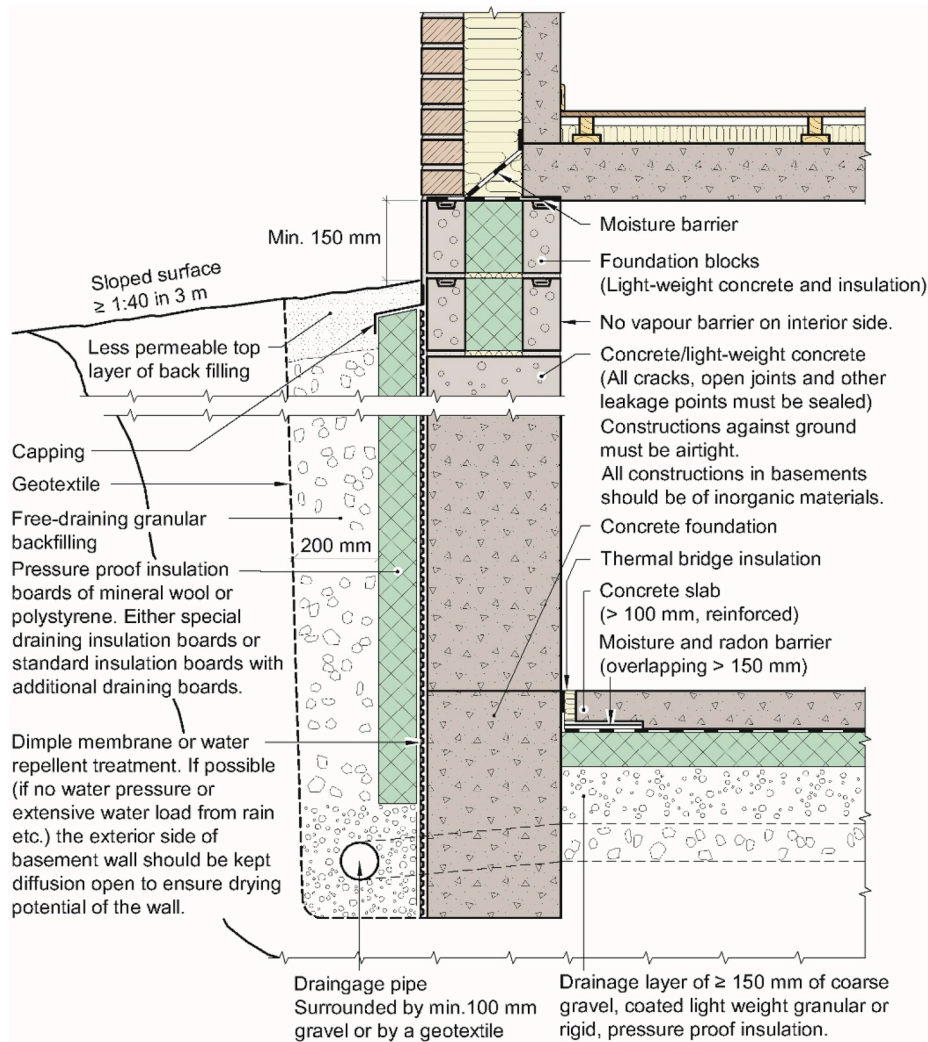 Min. 150 mm
Sloped surface
≥ 1:40 in 3 m
Less permeable top
layer of back filling
Capping
Geotextile
Free-draining granular
backfilling
200 mm
Pressure proof insulation
boards of mineral wool or
polystyrene. Either special
draining insulation boards or
standard insulation boards with
additional draining boards.
Dimple membrane or water
repellent treatment. If possible
(if no water pressure or
extensive water load from rain
etc.) the exterior side of
basement wall should be kept
diffusion open to ensure drying
potential of the wall.
Moisture barrier
Foundation blocks
(Light-weight concrete and insulation)
No vapour barrier on interior side.
Concrete/light-weight concrete
(All cracks, open joints and other
leakage points must be sealed)
Constructions against ground
must be airtight.
All constructions in basements
should be of inorganic materials.
Concrete foundation
Thermal bridge insulation
Concrete slab
(> 100 mm, reinforced)
Moisture and radon barrier
(overlapping > 150 mm)
Draingage pipe
Surrounded by min.100 mm
gravel or by a geotextile
Drainage layer of ≥ 150 mm of coarse
gravel, coated light weight granular or
rigid, pressure proof insulation.